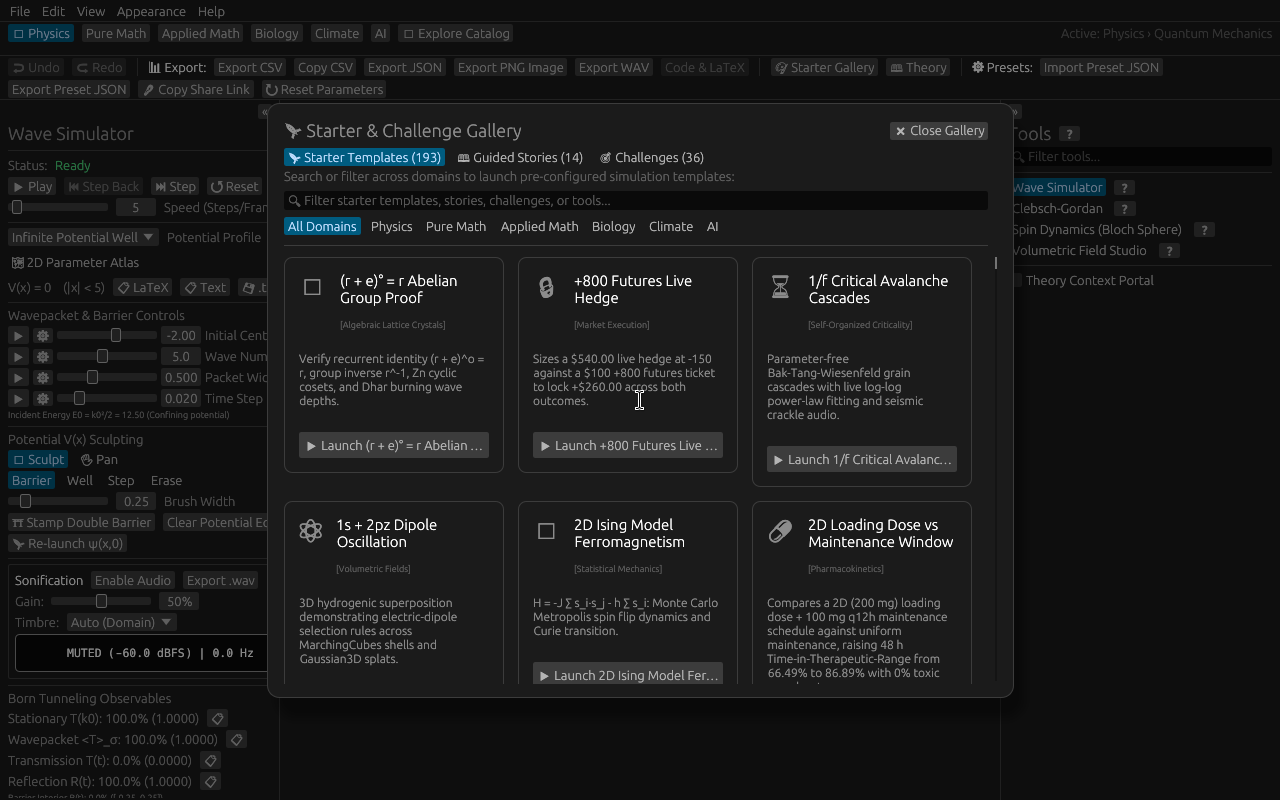 File Edit View Appearance Help
Physics Pure Math Applied Math Biology Climate AI Explore Catalog
Active: Physics › Quantum Mechanics
Undo Redo Export: Export CSV Copy CSV Export JSON Export PNG Image Export WAV Code & LaTeX Starter Gallery Theory Presets: Import Preset JSON
Export Preset JSON Copy Share Link Reset Parameters
Wave Simulator
Status: Ready
Play Step Back Step Reset
5 Speed (Steps/Fran
Infinite Potential Well Potential Profile
2D Parameter Atlas
V(x) = 0 (|x| < 5) LaTeX Text .t
Wavepacket & Barrier Controls
-2.00 Initial Cent
5.0 Wave Num
0.500 Packet Wid
0.020 Time Step
Incident Energy E0 = k0²/2 = 12.50 (Confining potential)
Potential V(x) Sculpting
Sculpt Pan
Barrier Well Step Erase
0.25 Brush Width
Stamp Double Barrier Clear Potential Ed
Re-launch ψ(x,0)
Sonification Enable Audio Export .wav
Gain: 50%
Timbre: Auto (Domain)
MUTED (-60.0 dBFS) | 0.0 Hz
Born Tunneling Observables
Stationary T(k0): 100.0% (1.0000)
Wavepacket <T>_σ: 100.0% (1.0000)
Transmission T(t): 0.0% (0.0000)
Reflection R(t): 100.0% (1.0000)
Starter & Challenge Gallery
Close Gallery
Starter Templates (193) Guided Stories (14) Challenges (36)
Search or filter across domains to launch pre-configured simulation templates:
Filter starter templates, stories, challenges, or tools...
All Domains Physics Pure Math Applied Math Biology Climate AI
(r + e)° = r Abelian
Group Proof
[Algebraic Lattice Crystals]
Verify recurrent identity (r + e)^o =
r, group inverse r^-1, Zn cyclic
cosets, and Dhar burning wave
depths.
Launch (r + e)° = r Abelian ...
+800 Futures Live
Hedge
[Market Execution]
Sizes a $540.00 live hedge at -150
against a $100 +800 futures ticket
to lock +$260.00 across both
outcomes.
Launch +800 Futures Live ...
1/f Critical Avalanche
Cascades
[Self-Organized Criticality]
Parameter-free
Bak-Tang-Wiesenfeld grain
cascades with live log-log
power-law fitting and seismic
crackle audio.
Launch 1/f Critical Avalanc...
1s + 2pz Dipole
Oscillation
[Volumetric Fields]
3D hydrogenic superposition
demonstrating electric-dipole
selection rules across
MarchingCubes shells and
Gaussian3D splats.
2D Ising Model
Ferromagnetism
[Statistical Mechanics]
H = -J ∑ s_i·s_j - h ∑ s_i: Monte Carlo
Metropolis spin flip dynamics and
Curie transition.
Launch 2D Ising Model Fer...
2D Loading Dose vs
Maintenance Window
[Pharmacokinetics]
Compares a 2D (200 mg) loading
dose + 100 mg q12h maintenance
schedule against uniform
maintenance, raising 48 h
Time-in-Therapeutic-Range from
66.49% to 86.89% with 0% toxic
Tools ?
Filter tools...
Wave Simulator ?
Clebsch-Gordan ?
Spin Dynamics (Bloch Sphere) ?
Volumetric Field Studio ?
Theory Context Portal